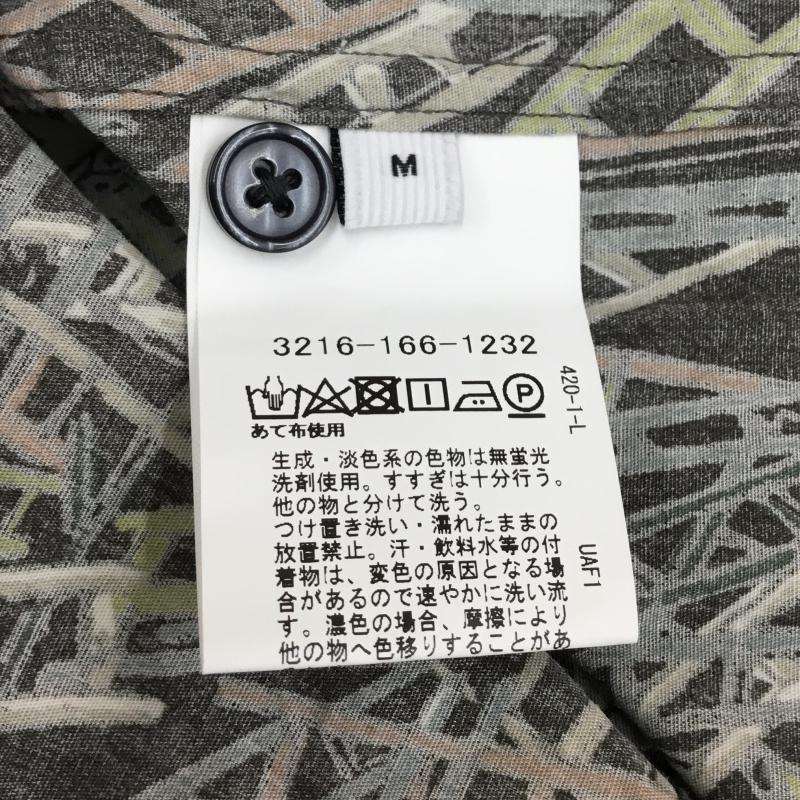 M
3216-166-1232
P
あて布使用
生成・淡色系の色物は無蛍光
洗剤使用。すすぎは十分行う。
他の物と分けて洗う。
つけ置き洗い・濡れたままの
放置禁止。汗・飲料水等の付
着物は、変色の原因となる場
合があるので速やかに洗い流
す。濃色の場合、摩擦により
他の物へ色移りすることがあ
420-1-L
UAF1